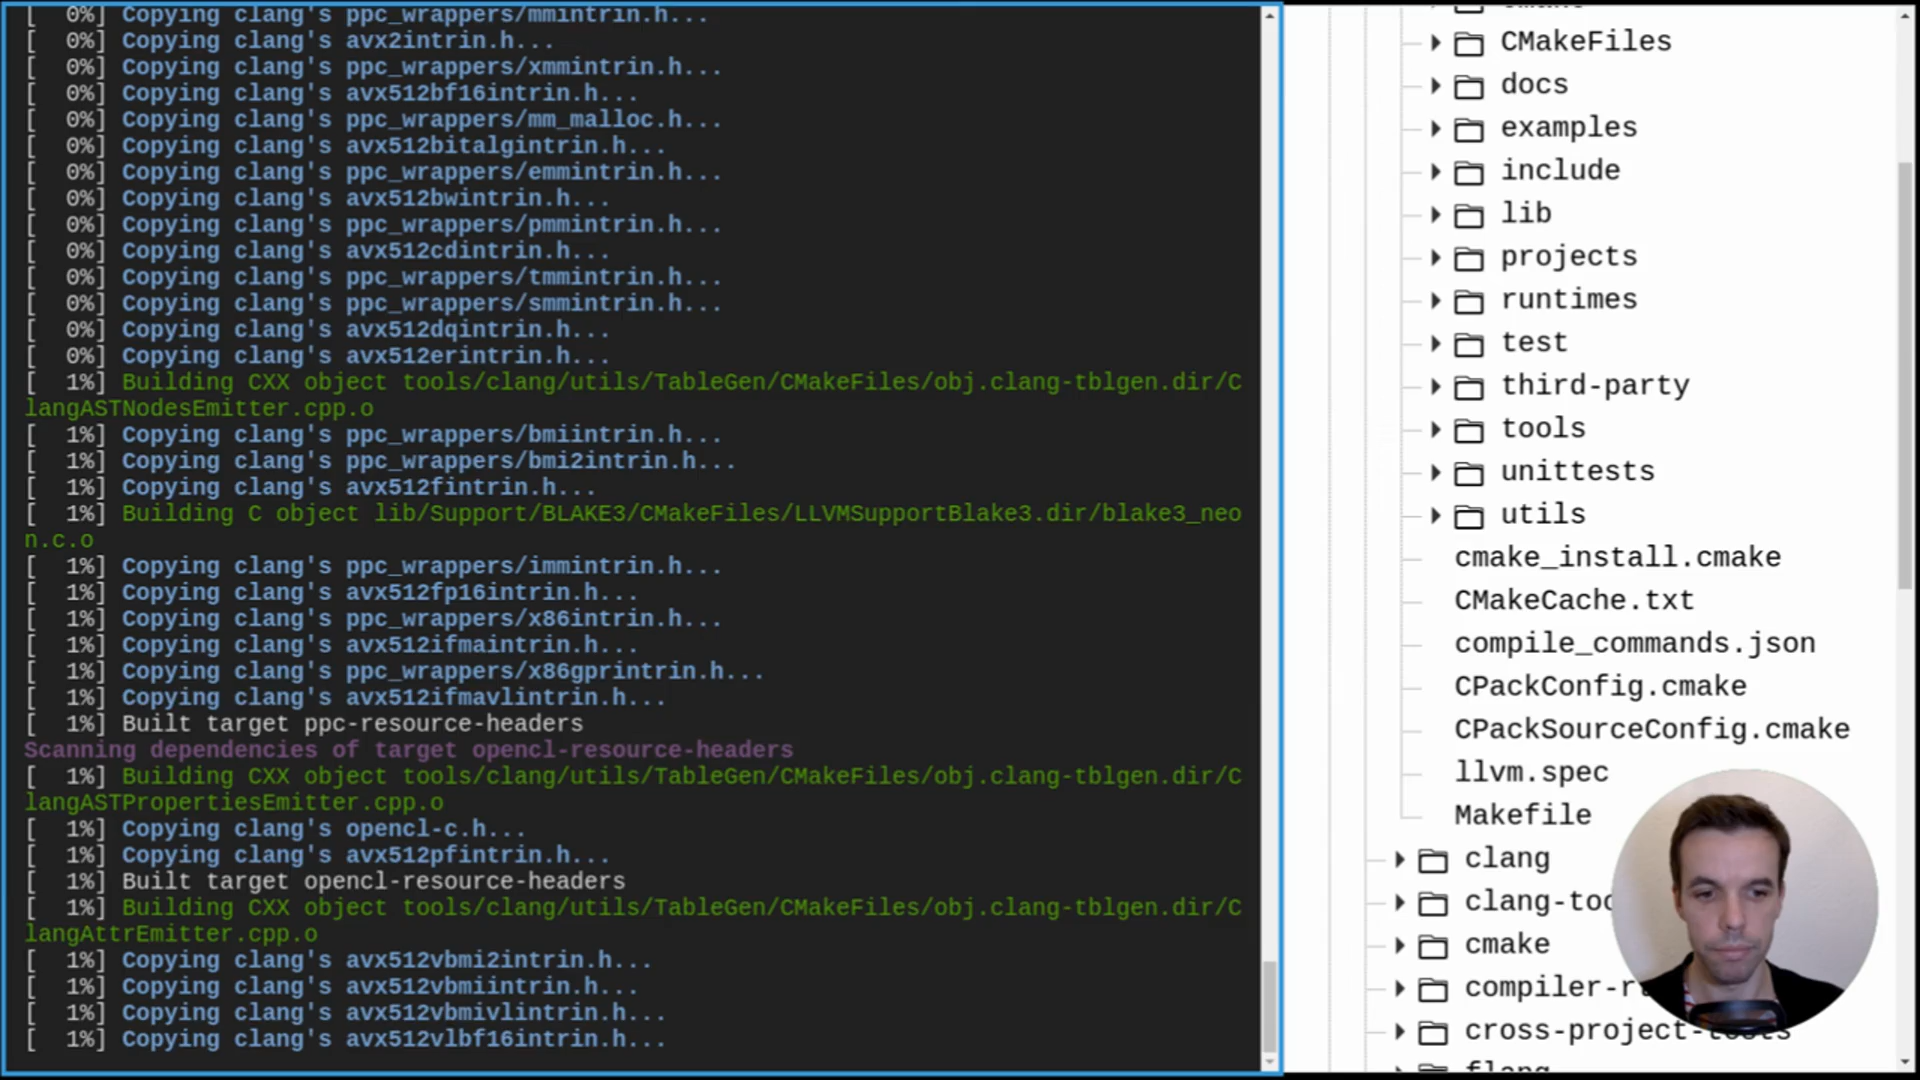 [  0%] Copying clang's ppc_wrappers/mmintrin.h...
[  0%] Copying clang's avx2intrin.h...
[  0%] Copying clang's ppc_wrappers/xmmintrin.h...
[  0%] Copying clang's avx512bf16intrin.h...
[  0%] Copying clang's ppc_wrappers/mm_malloc.h...
[  0%] Copying clang's avx512bitalgintrin.h...
[  0%] Copying clang's ppc_wrappers/emmintrin.h...
[  0%] Copying clang's avx512bwintrin.h...
[  0%] Copying clang's ppc_wrappers/pmmintrin.h...
[  0%] Copying clang's avx512cdintrin.h...
[  0%] Copying clang's ppc_wrappers/tmmintrin.h...
[  0%] Copying clang's ppc_wrappers/smmintrin.h...
[  0%] Copying clang's avx512dqintrin.h...
[  0%] Copying clang's avx512erintrin.h...
[  1%] Building CXX object tools/clang/utils/TableGen/CMakeFiles/obj.clang-tblgen.dir/C
langASTNodesEmitter.cpp.o
[  1%] Copying clang's ppc_wrappers/bmiintrin.h...
[  1%] Copying clang's ppc_wrappers/bmi2intrin.h...
[  1%] Copying clang's avx512fintrin.h...
[  1%] Building C object lib/Support/BLAKE3/CMakeFiles/LLVMSupportBlake3.dir/blake3_neo
n.c.o
[  1%] Copying clang's ppc_wrappers/immintrin.h...
[  1%] Copying clang's avx512fp16intrin.h...
[  1%] Copying clang's ppc_wrappers/x86intrin.h...
[  1%] Copying clang's avx512ifmaintrin.h...
[  1%] Copying clang's ppc_wrappers/x86gprintrin.h...
[  1%] Copying clang's avx512ifmavlintrin.h...
[  1%] Built target ppc-resource-headers
Scanning dependencies of target opencl-resource-headers
[  1%] Building CXX object tools/clang/utils/TableGen/CMakeFiles/obj.clang-tblgen.dir/C
langASTPropertiesEmitter.cpp.o
[  1%] Copying clang's opencl-c.h...
[  1%] Copying clang's avx512pfintrin.h...
[  1%] Built target opencl-resource-headers
[  1%] Building CXX object tools/clang/utils/TableGen/CMakeFiles/obj.clang-tblgen.dir/C
langAttrEmitter.cpp.o
[  1%] Copying clang's avx512vbmi2intrin.h...
[  1%] Copying clang's avx512vbmiintrin.h...
[  1%] Copying clang's avx512vbmivlintrin.h...
[  1%] Copying clang's avx512vlbf16intrin.h...
CMakeFiles
docs
examples
include
lib
projects
runtimes
test
third-party
tools
unittests
utils
cmake_install.cmake
CMakeCache.txt
compile_commands.json
CPackConfig.cmake
CPackSourceConfig.cmake
llvm.spec
Makefile
clang
clang-too
cmake
compiler-r
cross-project-tests
flang